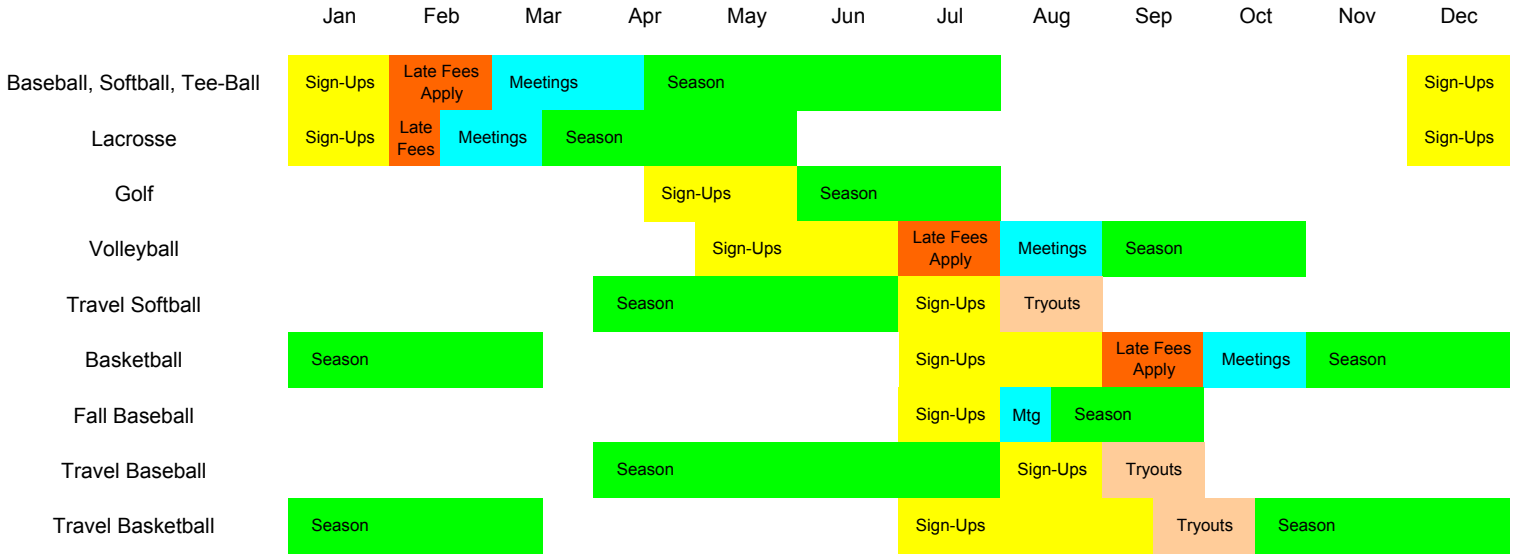 Jan Feb Mar Apr May Jun Jul Aug Sep Oct Nov Dec
Baseball, Softball, Tee-Ball Sign-Ups Late Fees Apply Meetings Season Sign-Ups
Lacrosse Sign-Ups Late Fees Meetings Season Sign-Ups
Golf Sign-Ups Season
Volleyball Sign-Ups Late Fees Apply Meetings Season
Travel Softball Season Sign-Ups Tryouts
Basketball Season Sign-Ups Late Fees Apply Meetings Season
Fall Baseball Sign-Ups Mtg Season
Travel Baseball Season Sign-Ups Tryouts
Travel Basketball Season Sign-Ups Tryouts Season